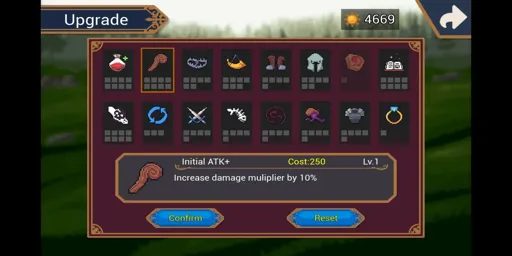 Upgrade
4669
Initial ATK+ Cost:250 Lv.1
Increase damage muliplier by 10%
Confirm Reset